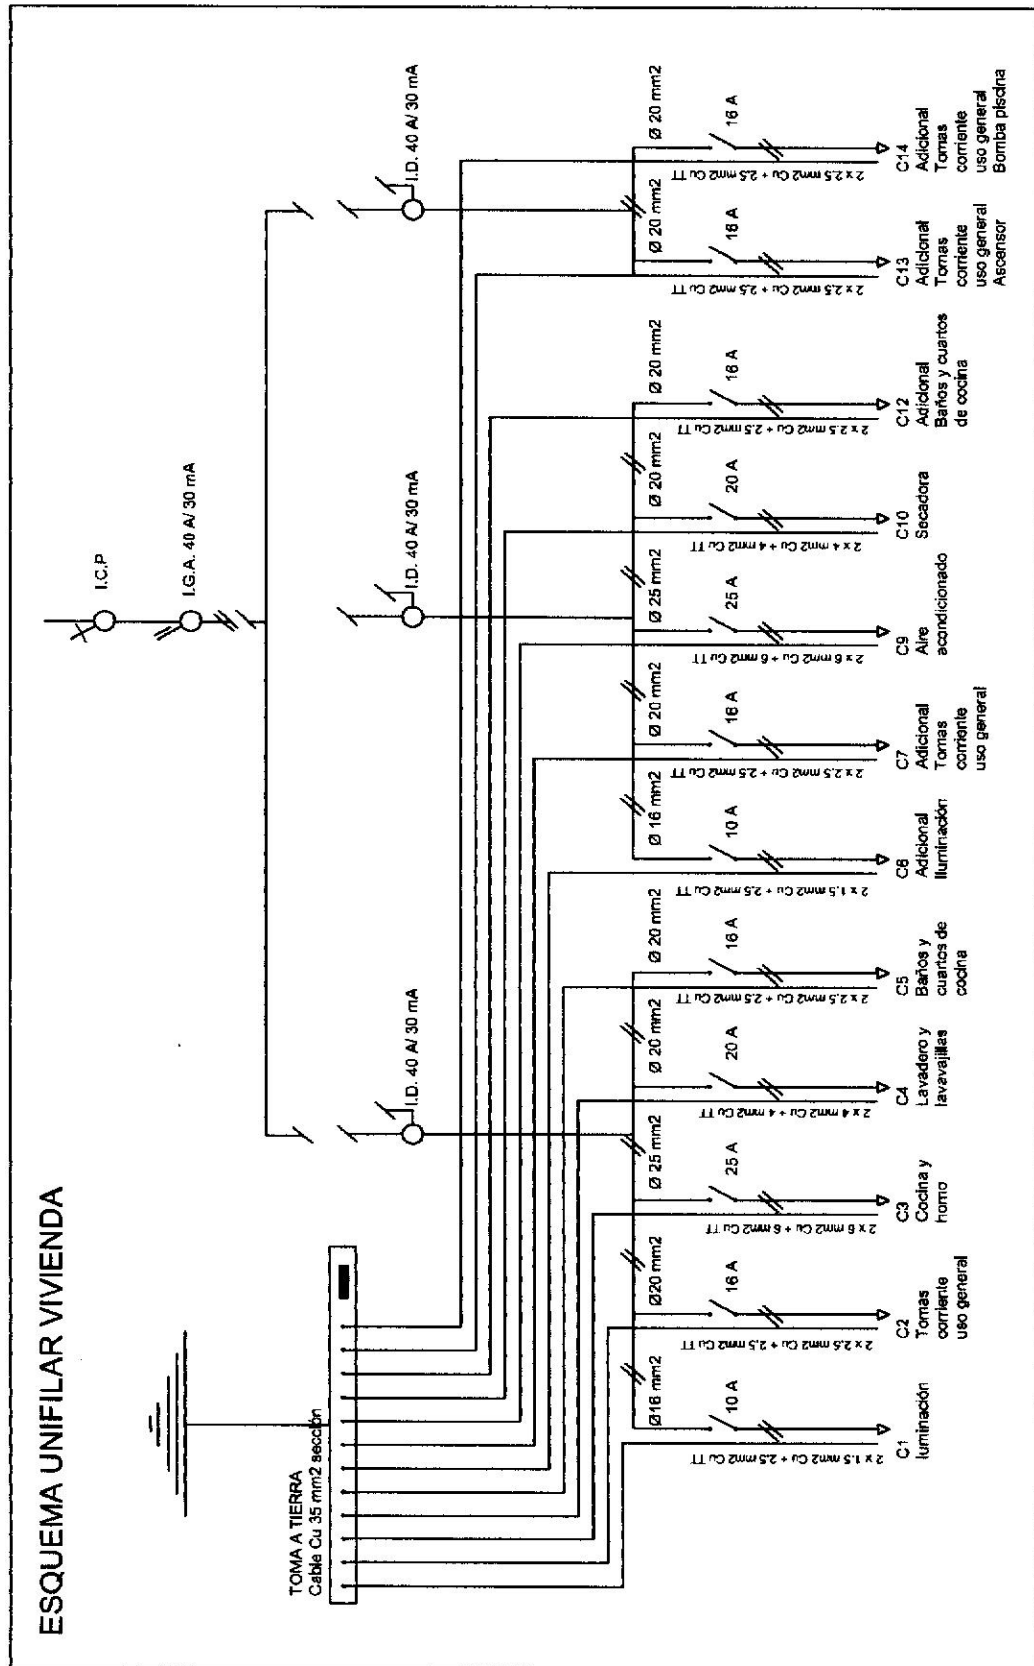 ESQUEMA UNIFILAR VIVIENDA
I.C.P
I.G.A. 40 A/ 30 mA
I.D. 40 A/ 30 mA
I.D. 40 A/ 30 mA
I.D. 40 A/ 30 mA
TOMA A TIERRA
Cable Cu 35 mm2 sección
Ø16 mm2
10 A
2 x 1.5 mm2 Cu + 2.5 mm2 Cu TT
C1
Iuminación
Ø20 mm2
16 A
2 x 2.5 mm2 Cu + 2.5 mm2 Cu TT
C2
Tomas
corriente
uso general
Ø 25 mm2
25 A
2 x 6 mm2 Cu + 6 mm2 Cu TT
C3
Cocina y
horno
Ø 20 mm2
20 A
2 x 4 mm2 Cu + 4 mm2 Cu TT
C4
Lavadero y
lavavajillas
Ø 20 mm2
16 A
2 x 2.5 mm2 Cu + 2.5 mm2 Cu TT
C5
Baños y
cuartos de
cocina
Ø 16 mm2
10 A
2 x 1.5 mm2 Cu + 2.5 mm2 Cu TT
C6
Adicional
Iluminación
Ø 20 mm2
16 A
2 x 2.5 mm2 Cu + 2.5 mm2 Cu TT
C7
Adicional
Tomas
corriente
uso general
Ø 25 mm2
25 A
2 x 6 mm2 Cu + 6 mm2 Cu TT
C9
Aire
acondicionado
Ø 20 mm2
20 A
2 x 4 mm2 Cu + 4 mm2 Cu TT
C10
Secadora
Ø 20 mm2
16 A
2 x 2.5 mm2 Cu + 2.5 mm2 Cu TT
C12
Adicional
Baños y cuartos
de cocina
Ø 20 mm2
16 A
2 x 2.5 mm2 Cu + 2.5 mm2 Cu TT
C13
Adicional
Tomas
corriente
uso general
Ascensor
Ø 20 mm2
16 A
2 x 2.5 mm2 Cu + 2.5 mm2 Cu TT
C14
Adicional
Tomas
corriente
uso general
Bomba piscina